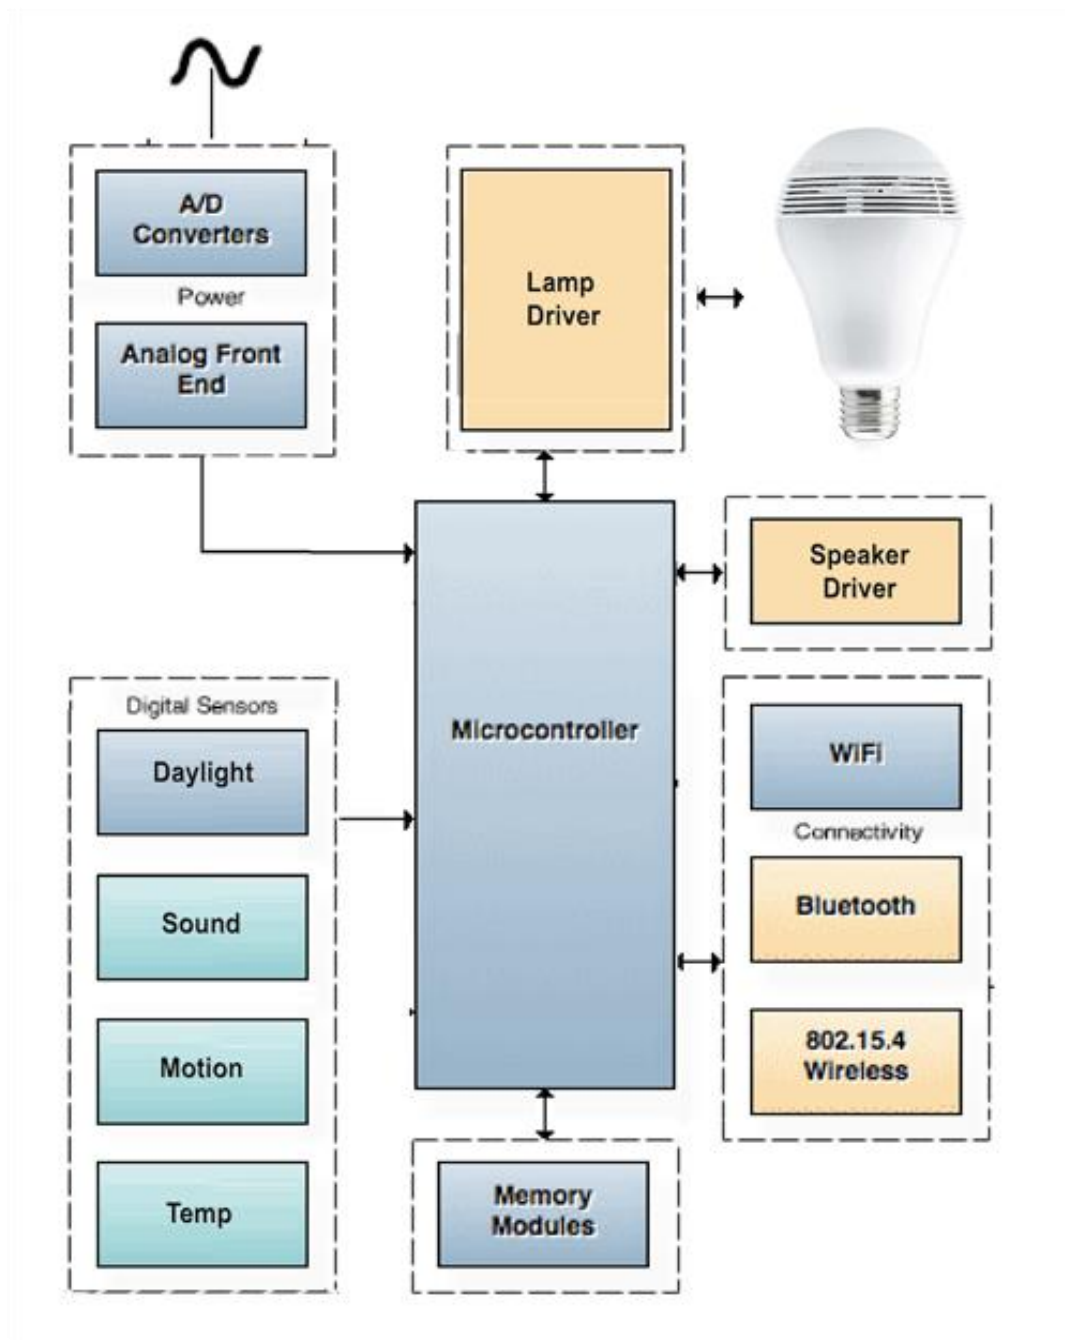 A/D
Converters
Power
Analog Front
End
Lamp
Driver
Speaker
Driver
Microcontroller
Digital Sensors
Daylight
Sound
Motion
Temp
WiFi
Connectivity
Bluetooth
802.15.4
Wireless
Memory
Modules